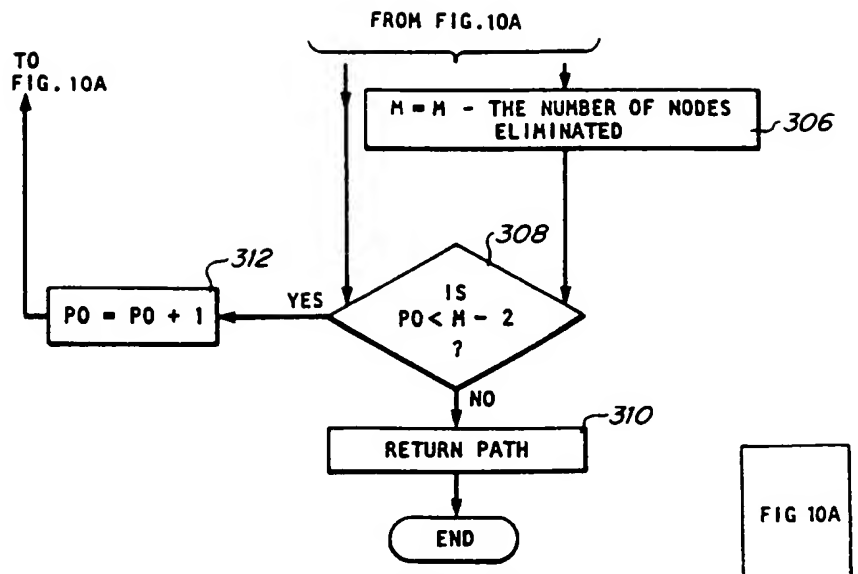 FROM FIG.10A
TO
FIG.10A
M = M - THE NUMBER OF NODES
ELIMINATED
306
308
312
YES
IS
PO < M - 2
?
PO = PO + 1
NO
310
RETURN PATH
END
FIG 10A